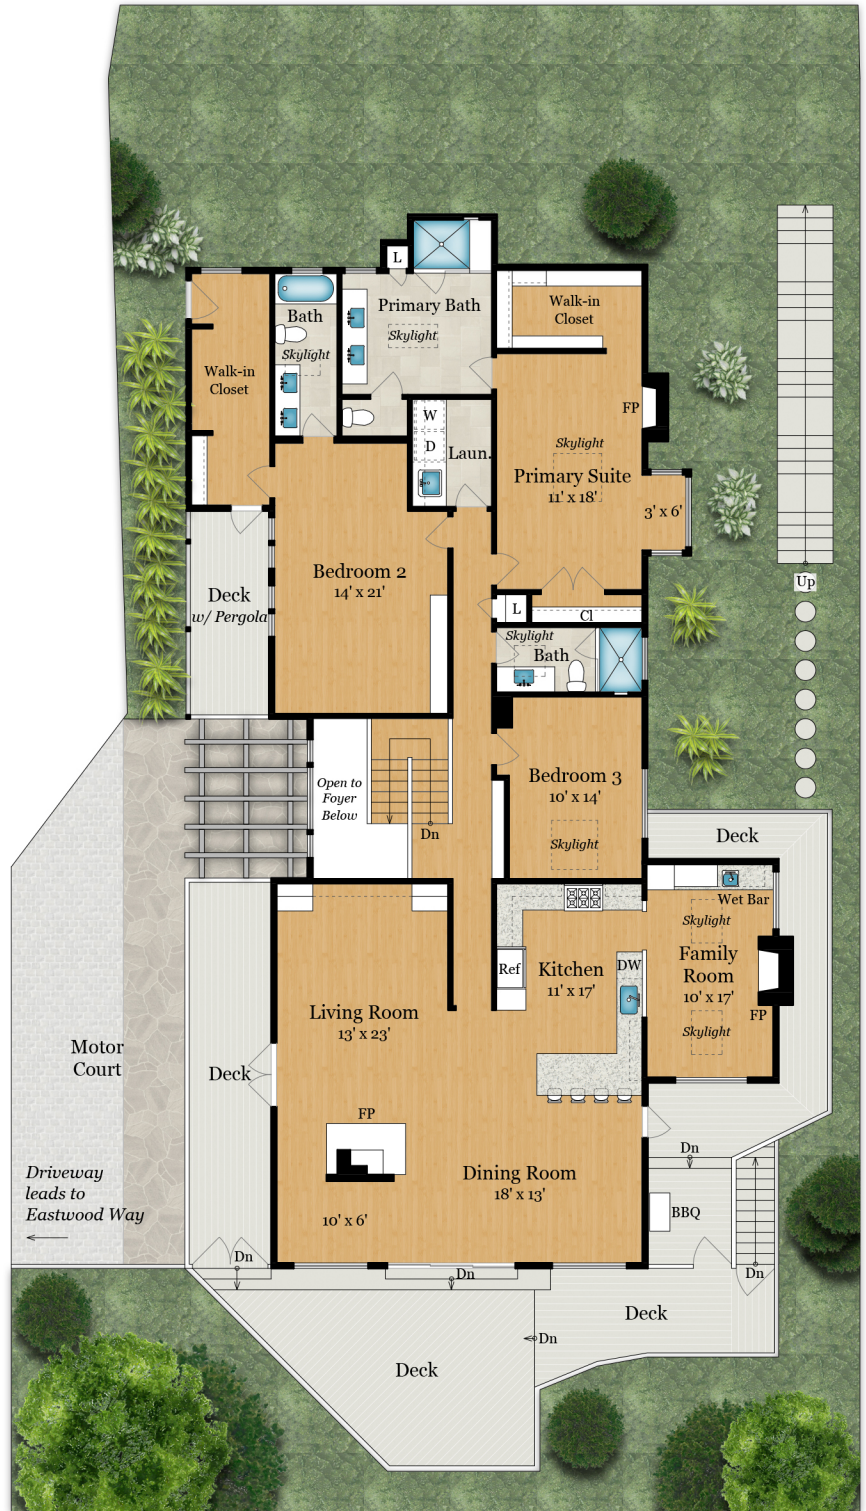 L
Primary Bath
Skylight
Bath
Skylight
Walk-in
Closet
Walk-in
Closet
FP
W
D
Laun.
Skylight
Primary Suite
11' x 18'
3' x 6'
Bedroom 2
14' x 21'
Deck
w/ Pergola
Up
L
Cl
Skylight
Bath
Open to
Foyer
Below
Dn
Bedroom 3
10' x 14'
Skylight
Deck
Wet Bar
Skylight
Family
Room
10' x 17'
FP
Skylight
Ref
Kitchen
11' x 17'
DW
Living Room
13' x 23'
Motor
Court
Deck
FP
Dining Room
18' x 13'
10' x 6'
Driveway
leads to
Eastwood Way
Dn
BBQ
Dn
Dn
Dn
Dn
Deck
Deck